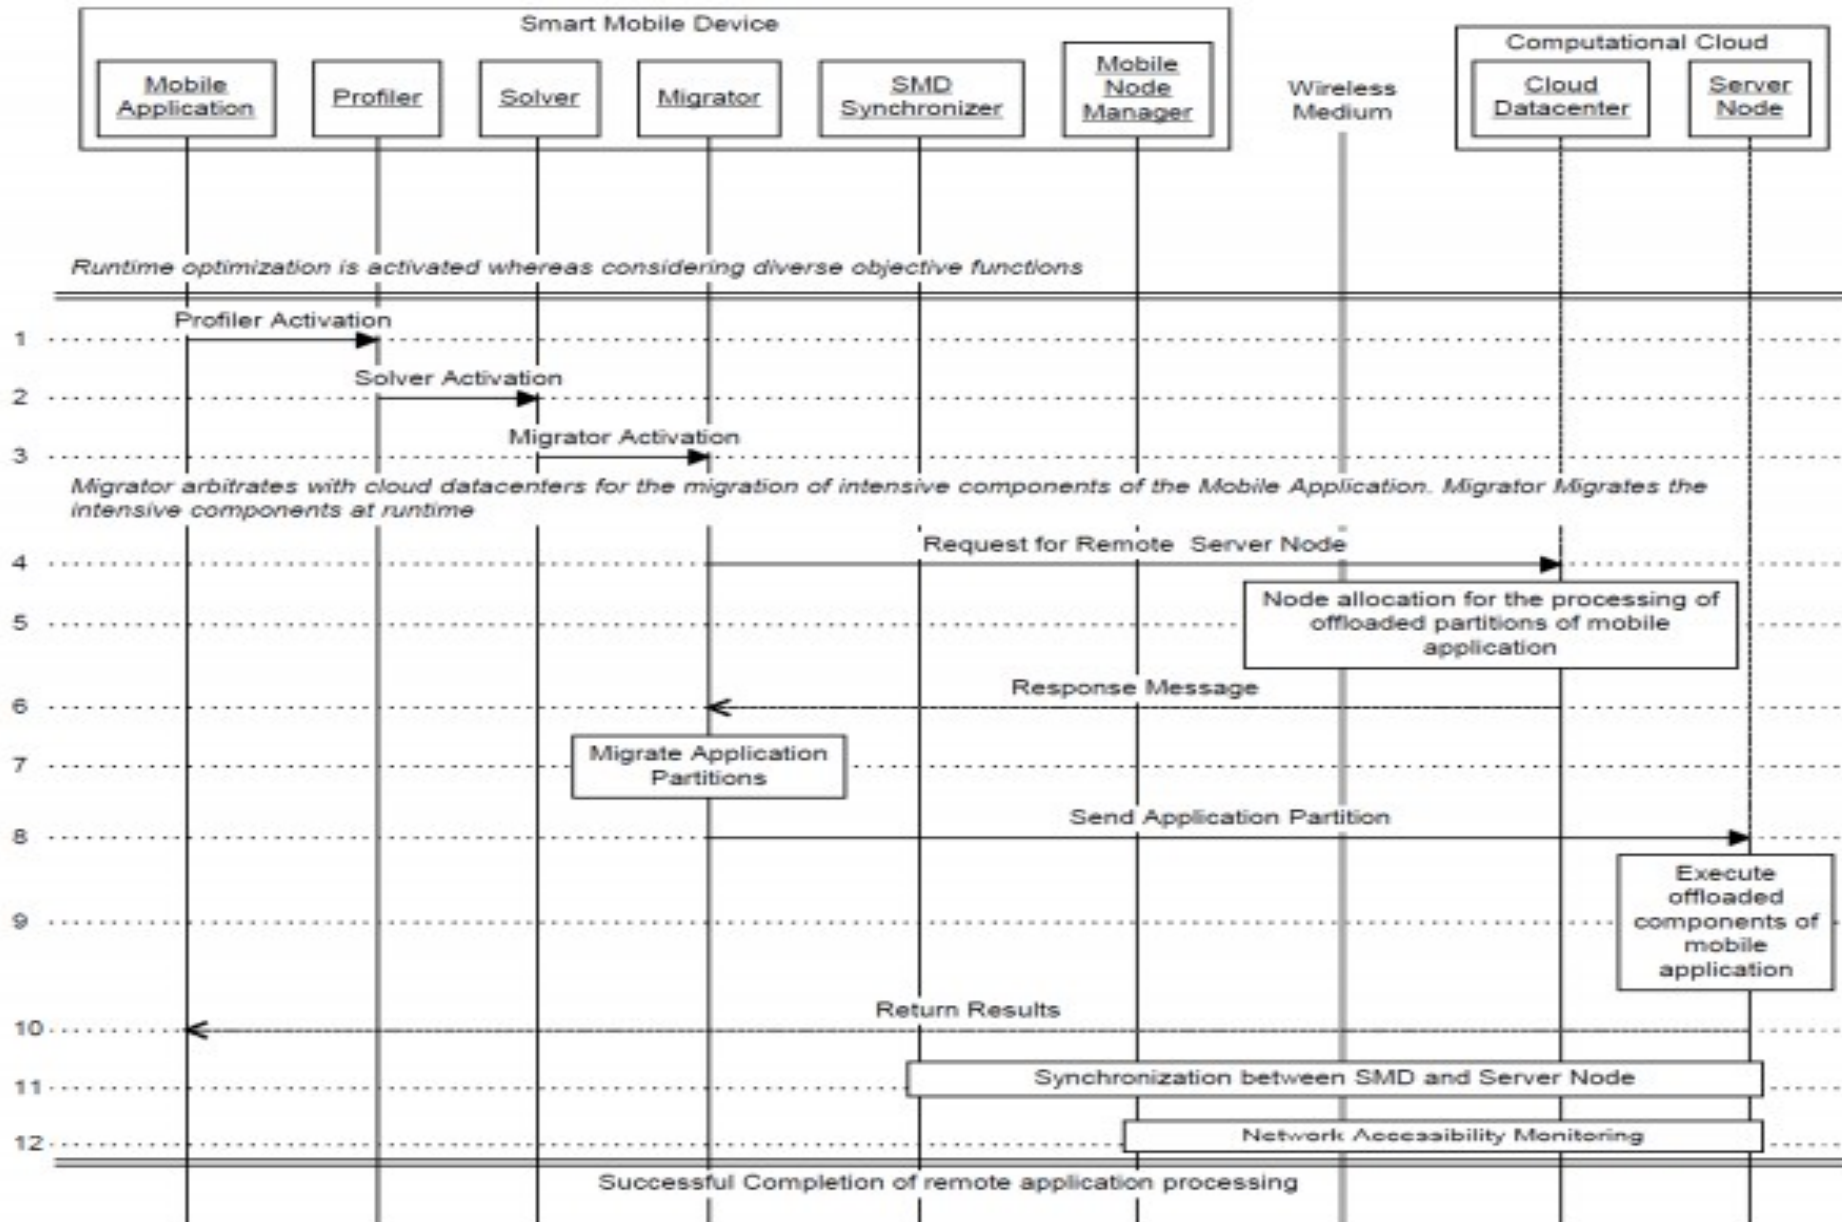 Smart Mobile Device
Computational Cloud
Mobile
Application
Profiler
Solver
Migrator
SMD
Synchronizer
Mobile
Node
Manager
Wireless
Medium
Cloud
Datacenter
Server
Node
Runtime optimization is activated whereas considering diverse objective functions
Profiler Activation
1
Solver Activation
2
Migrator Activation
3
Migrator arbitrates with cloud datacenters for the migration of intensive components of the Mobile Application. Migrator Migrates the
intensive components at runtime
Request for Remote Server Node
4
Node allocation for the processing of
offloaded partitions of mobile
application
5
Response Message
6
Migrate Application
Partitions
7
Send Application Partition
8
Execute
offloaded
components of
mobile
application
9
Return Results
10
Synchronization between SMD and Server Node
11
Network Accessibility Monitoring
12
Successful Completion of remote application processing